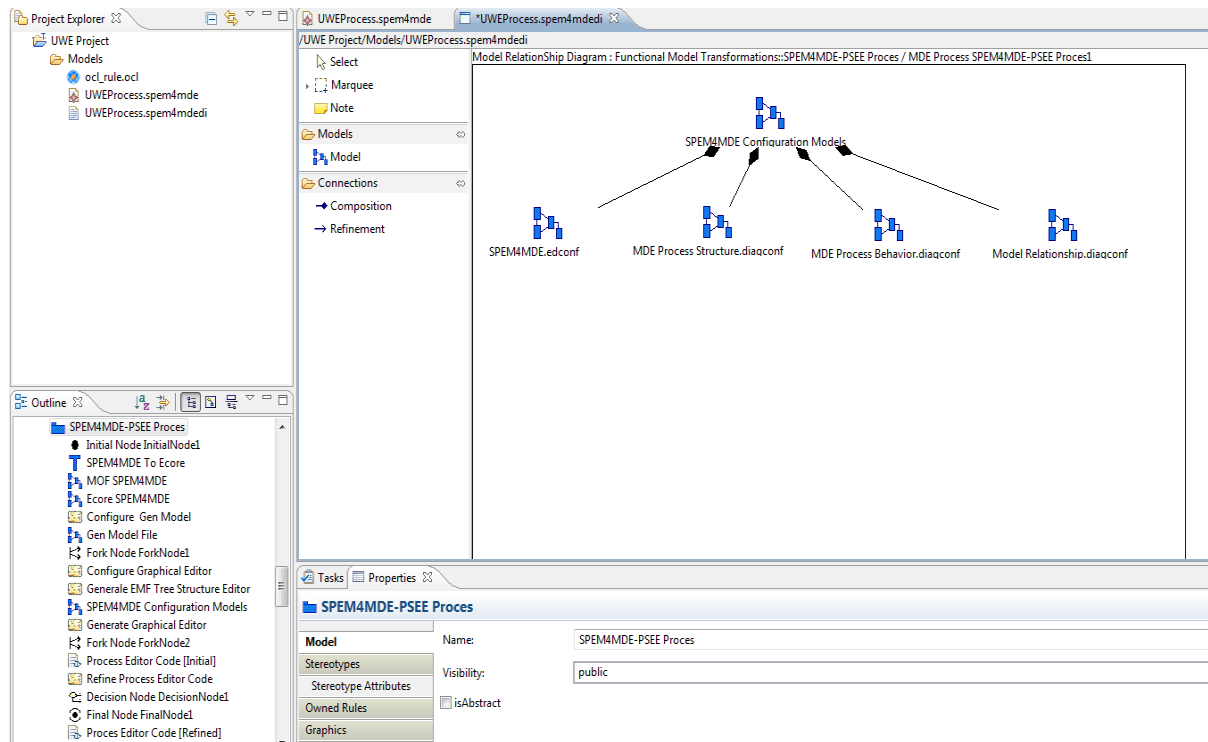 Project Explorer
UWE Project
Models
ocl_rule.ocl
UWEProcess.spem4mde
UWEProcess.spem4mdedi
Outline
SPEM4MDE-PSEE Proces
Initial Node InitialNode1
SPEM4MDE To Ecore
MOF SPEM4MDE
Ecore SPEM4MDE
Configure Gen Model
Gen Model File
Fork Node ForkNode1
Configure Graphical Editor
Generale EMF Tree Structure Editor
SPEM4MDE Configuration Models
Generate Graphical Editor
Fork Node ForkNode2
Process Editor Code [Initial]
Refine Process Editor Code
Decision Node DecisionNode1
Final Node FinalNode1
Proces Editor Code [Refined]
UWEProcess.spem4mde
*UWEProcess.spem4mdedi
/UWE Project/Models/UWEProcess.spem4mdedi
Select
Marquee
Note
Models
Model
Connections
Composition
Refinement
Model RelationShip Diagram : Functional Model Transformations::SPEM4MDE-PSEE Proces / MDE Process SPEM4MDE-PSEE Proces1
SPEM4MDE Configuration Models
SPEM4MDE.edconf
MDE Process Structure.diagconf
MDE Process Behavior.diagconf
Model Relationship.diagconf
Tasks
Properties
SPEM4MDE-PSEE Proces
Model
Stereotypes
Stereotype Attributes
Owned Rules
Graphics
Name:
SPEM4MDE-PSEE Proces
Visibility:
public
isAbstract